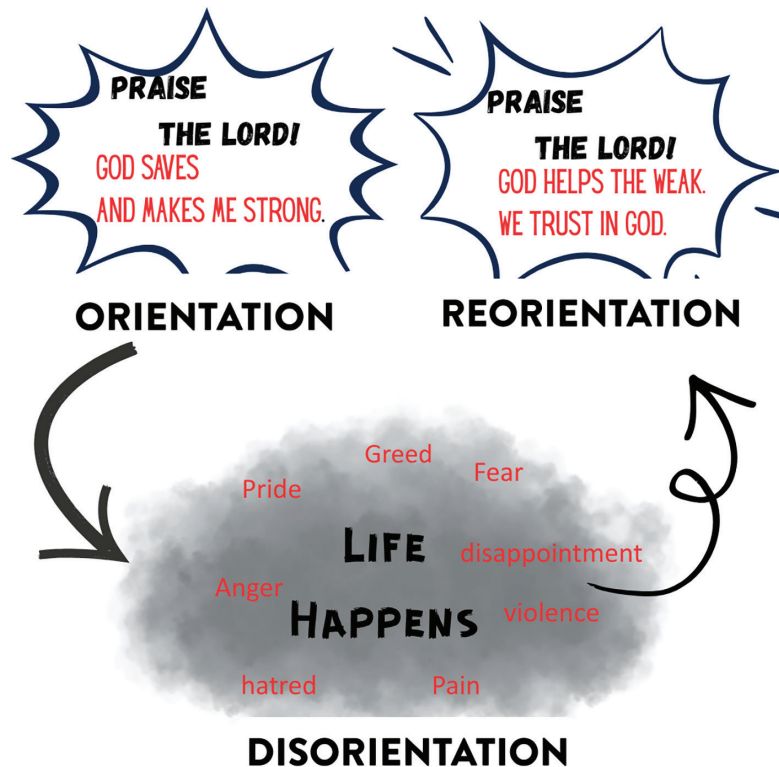 PRAISE
THE LORD!
GOD SAVES
AND MAKES ME STRONG.
ORIENTATION
PRAISE
THE LORD!
GOD HELPS THE WEAK.
WE TRUST IN GOD.
REORIENTATION
Greed
Fear
Pride
LIFE
disappointment
Anger
HAPPENS
violence
hatred
Pain
DISORIENTATION